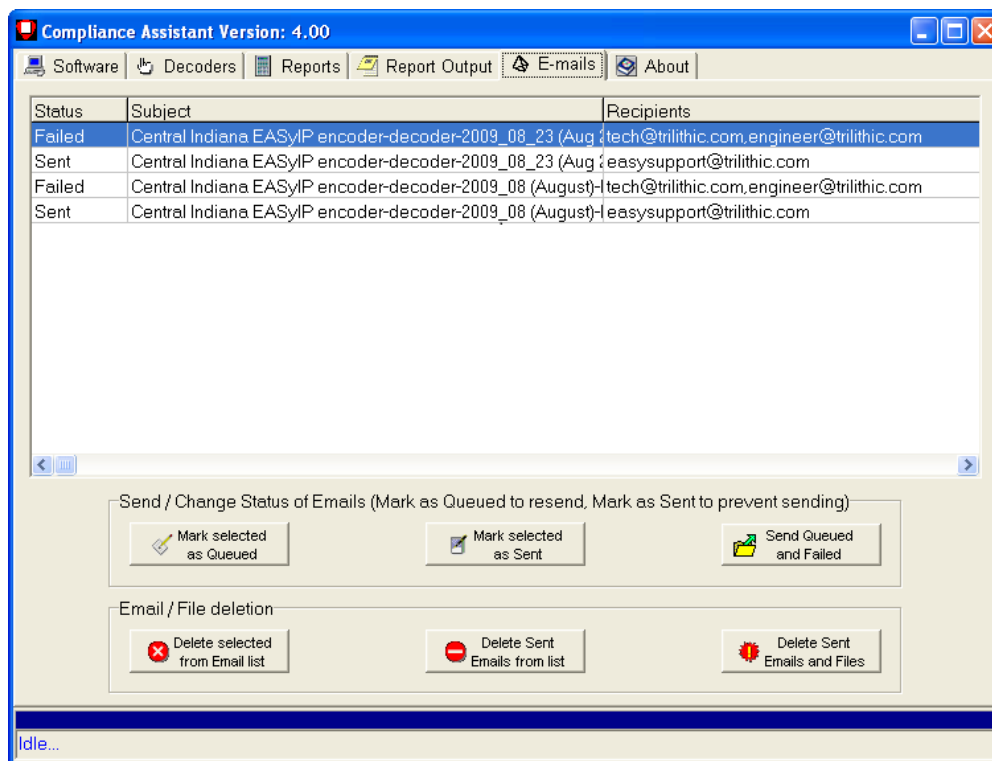 Compliance Assistant Version: 4.00
Software Decoders Reports Report Output E-mails About
Status Subject Recipients
Failed Central Indiana EASyIP encoder-decoder-2009_08_23 (Aug tech@trilithic.com,engineer@trilithic.com
Sent Central Indiana EASyIP encoder-decoder-2009_08_23 (Aug easysupport@trilithic.com
Failed Central Indiana EASyIP encoder-decoder-2009_08 (August)- tech@trilithic.com,engineer@trilithic.com
Sent Central Indiana EASyIP encoder-decoder-2009_08 (August)- easysupport@trilithic.com
Send / Change Status of Emails (Mark as Queued to resend, Mark as Sent to prevent sending)
Mark selected Mark selected Send Queued
as Queued as Sent and Failed
Email / File deletion
Delete selected Delete Sent Delete Sent
from Email list Emails from list Emails and Files
Idle...